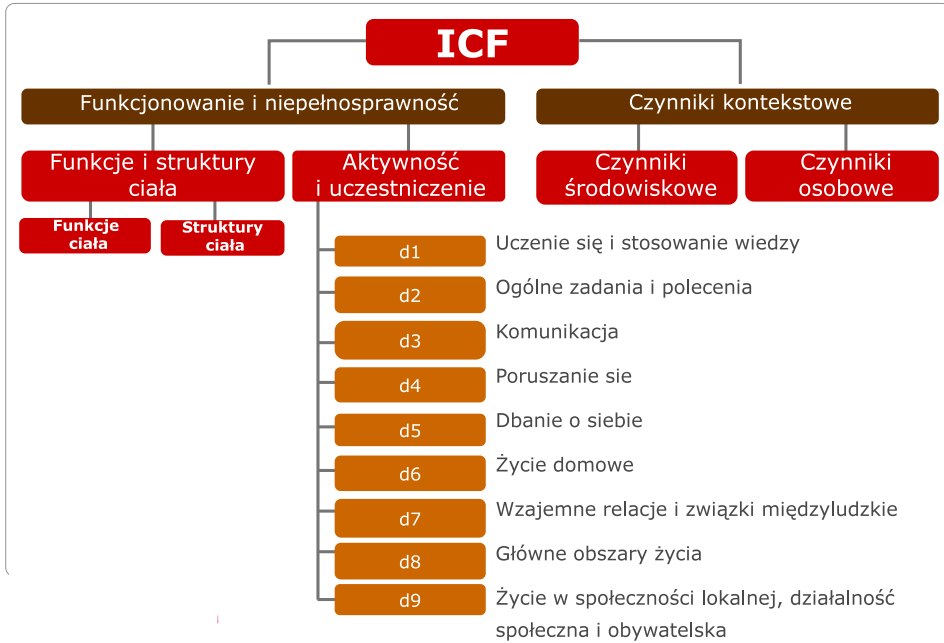 ICF
Funkcjonowanie i niepełnosprawność
Czynniki kontekstowe
Funkcje i struktury
ciała
Aktywność
i uczestniczenie
Czynniki
środowiskowe
Czynniki
osobowe
Funkcje
ciała
Struktury
ciała
d1 Uczenie się i stosowanie wiedzy
d2 Ogólne zadania i polecenia
d3 Komunikacja
d4 Poruszanie sie
d5 Dbanie o siebie
d6 Życie domowe
d7 Wzajemne relacje i związki międzyludzkie
d8 Główne obszary życia
d9 Życie w społeczności lokalnej, działalność
społeczna i obywatelska